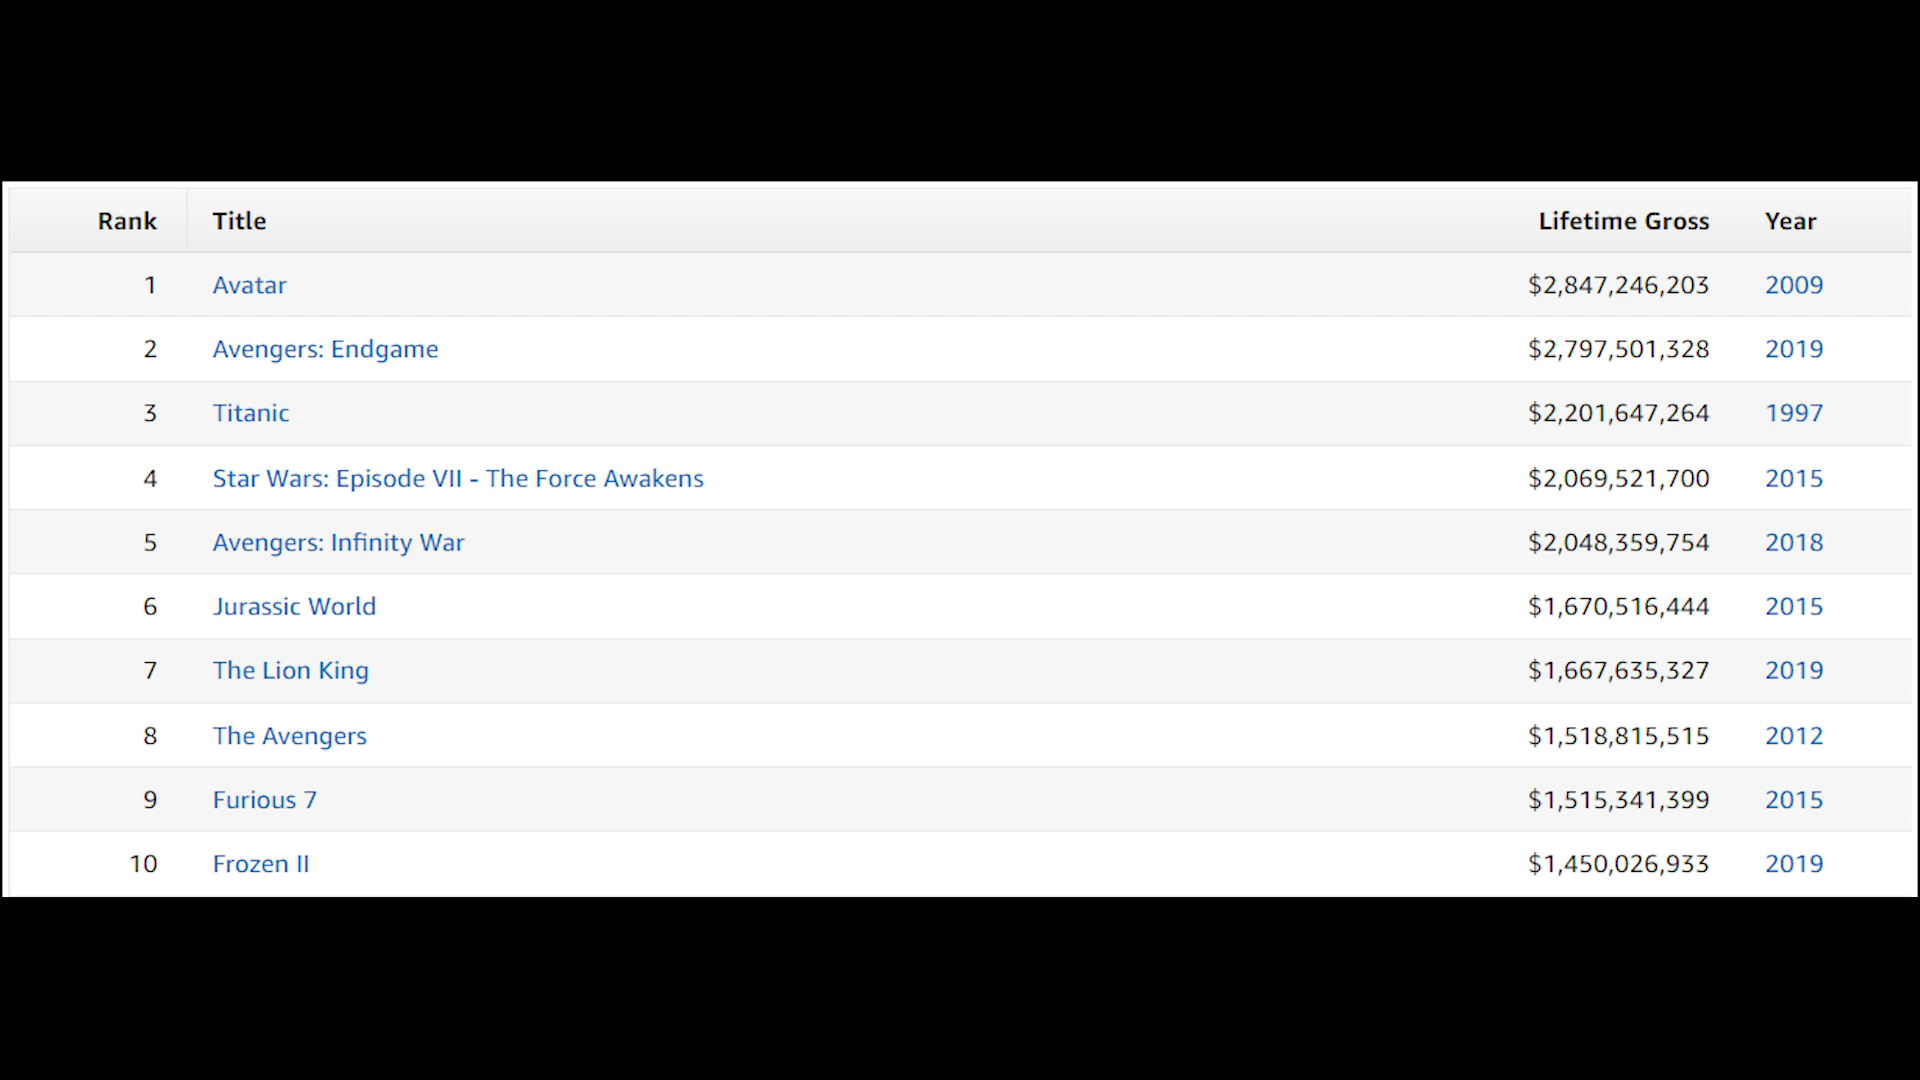 Rank Title Lifetime Gross Year
1 Avatar $2,847,246,203 2009
2 Avengers: Endgame $2,797,501,328 2019
3 Titanic $2,201,647,264 1997
4 Star Wars: Episode VII - The Force Awakens $2,069,521,700 2015
5 Avengers: Infinity War $2,048,359,754 2018
6 Jurassic World $1,670,516,444 2015
7 The Lion King $1,667,635,327 2019
8 The Avengers $1,518,815,515 2012
9 Furious 7 $1,515,341,399 2015
10 Frozen II $1,450,026,933 2019